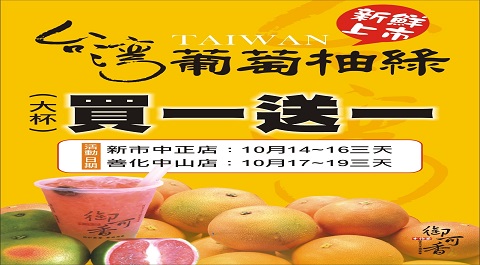 新鮮
上市
TAIWAN
台灣葡萄柚綠
(大杯)
買一送一
活動日期
新市中正店:10月14~16三天
善化中山店:10月17~19三天
御可香
御可香